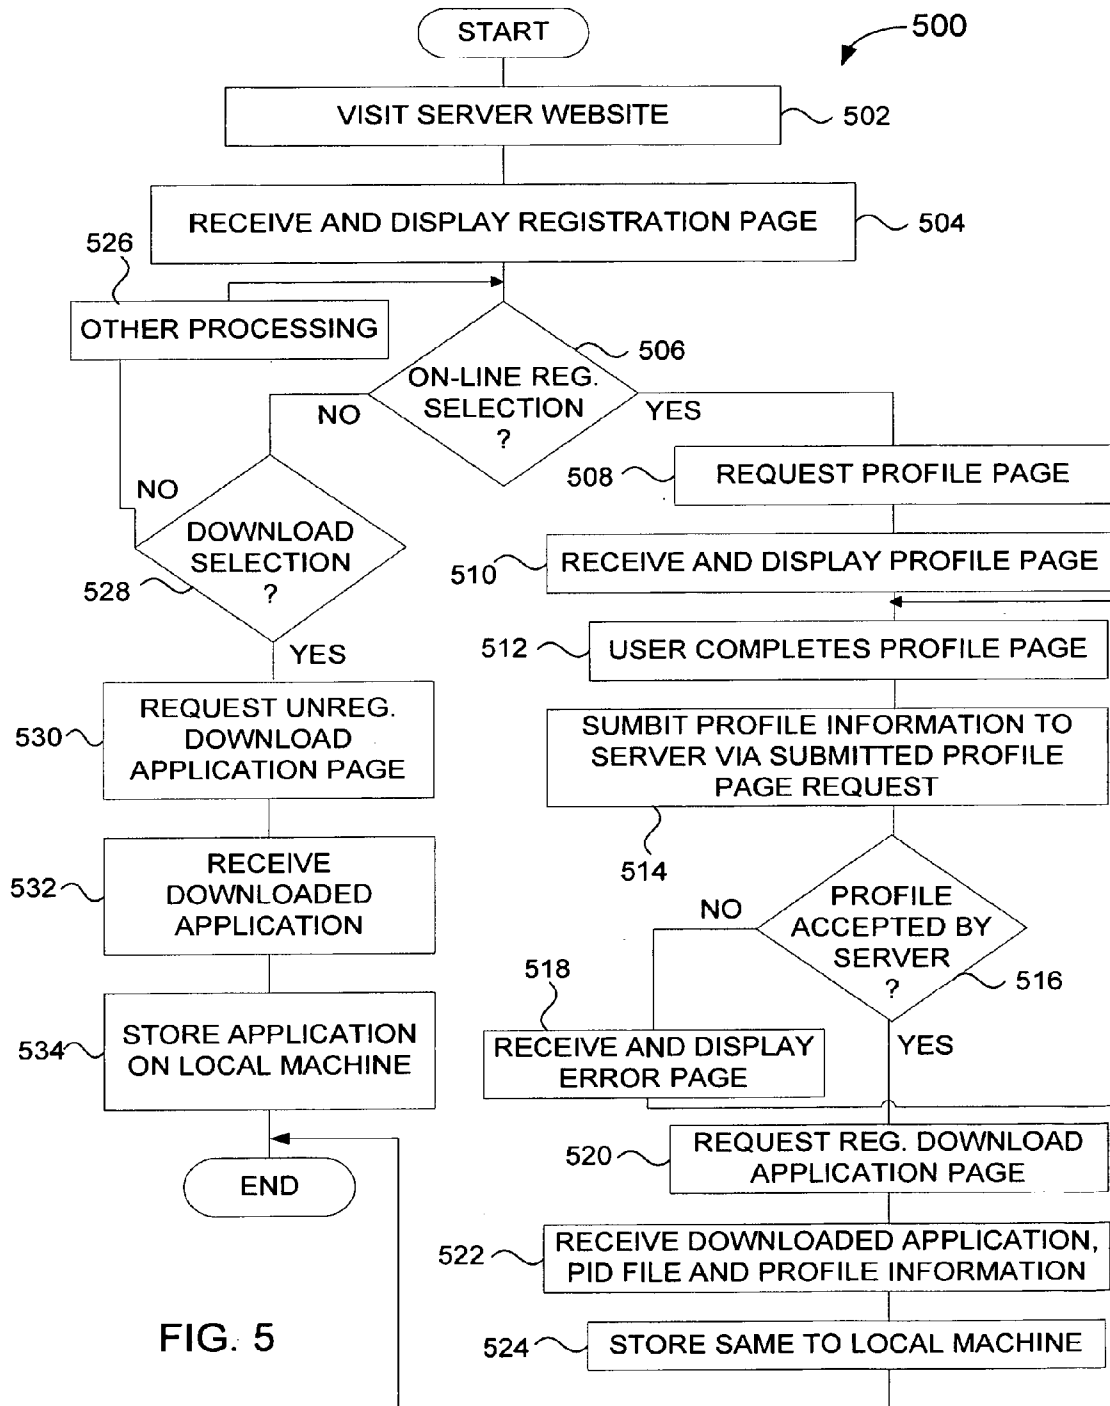 START
500
VISIT SERVER WEBSITE
502
RECEIVE AND DISPLAY REGISTRATION PAGE
504
526
OTHER PROCESSING
506
ON-LINE REG.
SELECTION
?
NO
YES
508
REQUEST PROFILE PAGE
NO
DOWNLOAD
SELECTION
?
528
YES
510
RECEIVE AND DISPLAY PROFILE PAGE
512
USER COMPLETES PROFILE PAGE
530
REQUEST UNREG.
DOWNLOAD
APPLICATION PAGE
SUMBIT PROFILE INFORMATION TO
SERVER VIA SUBMITTED PROFILE
PAGE REQUEST
514
532
RECEIVE
DOWNLOADED
APPLICATION
PROFILE
ACCEPTED BY
SERVER
?
NO
516
YES
518
RECEIVE AND DISPLAY
ERROR PAGE
534
STORE APPLICATION
ON LOCAL MACHINE
END
520
REQUEST REG. DOWNLOAD
APPLICATION PAGE
522
RECEIVE DOWNLOADED APPLICATION,
PID FILE AND PROFILE INFORMATION
524
STORE SAME TO LOCAL MACHINE
FIG. 5